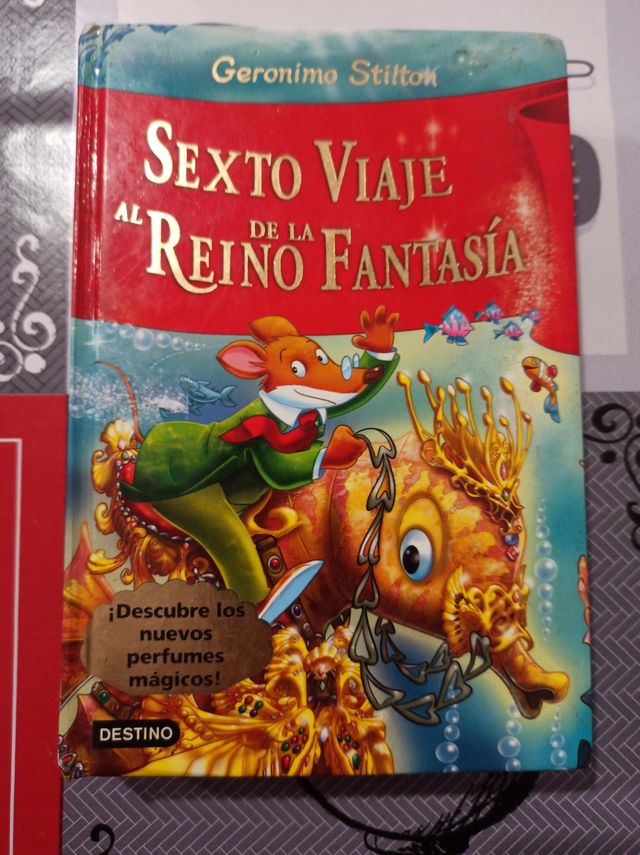 Geronimo Stilton
SEXTO VIAJE
AL REINO DE LA FANTASÍA
¡Descubre los
nuevos
perfumes
mágicos!
DESTINO